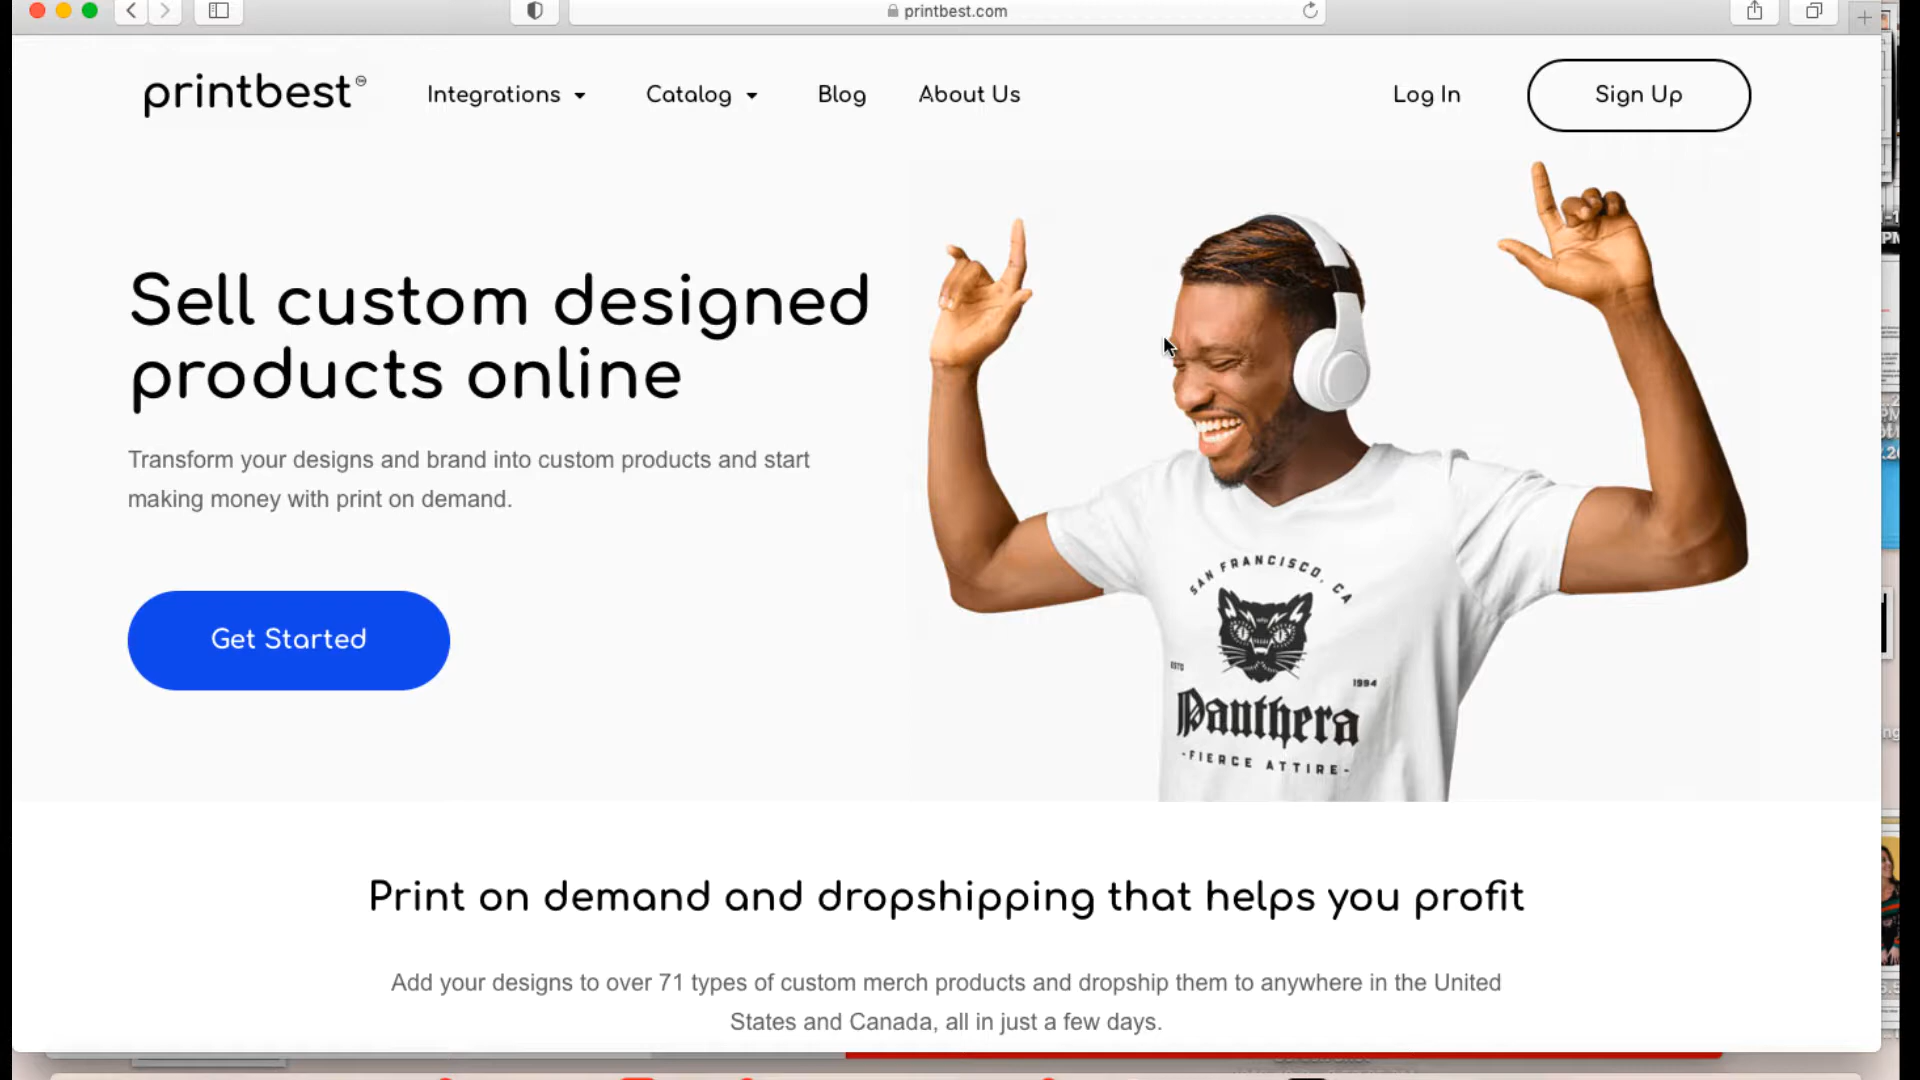 printbest.com
printbest
Integrations
Catalog
Blog
About Us
Log In
Sign Up
Sell custom designed
products online
Transform your designs and brand into custom products and start
making money with print on demand.
Get Started
SAN FRANCISCO, CA
ESTD
1994
Panthera
-FIERCE ATTIRE-
Print on demand and dropshipping that helps you profit
Add your designs to over 71 types of custom merch products and dropship them to anywhere in the United
States and Canada, all in just a few days.